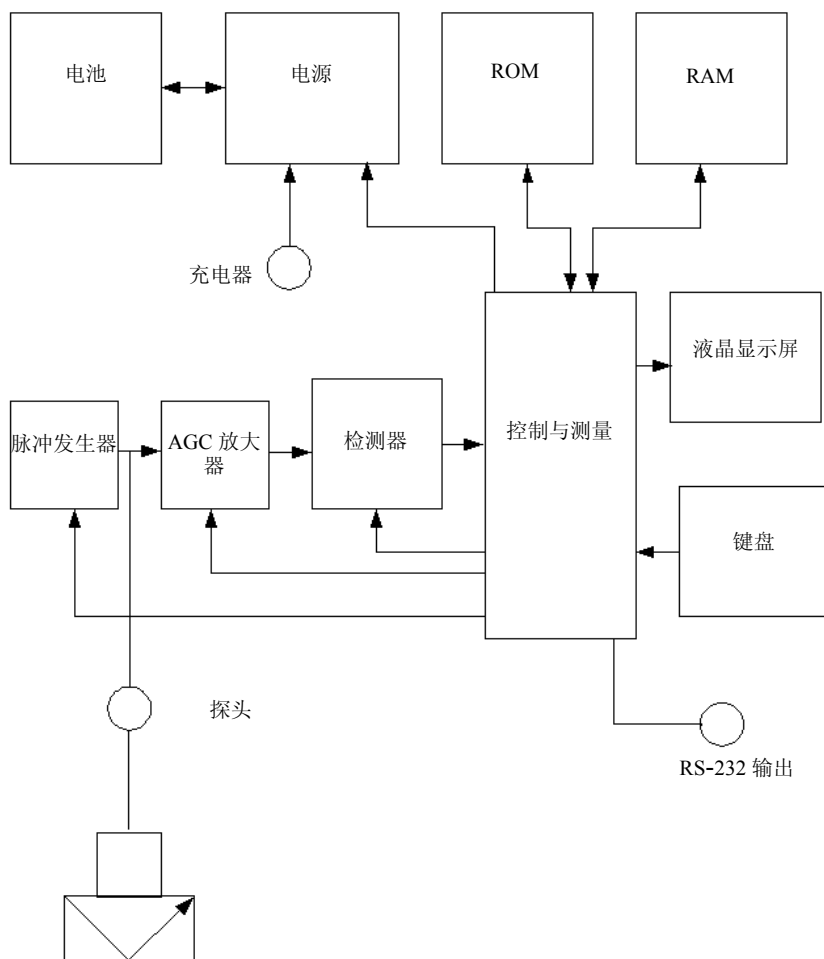 电池
电源
ROM
RAM
充电器
液晶显示屏
脉冲发生器
AGC 放大
器
检测器
控制与测量
键盘
探头
RS-232 输出